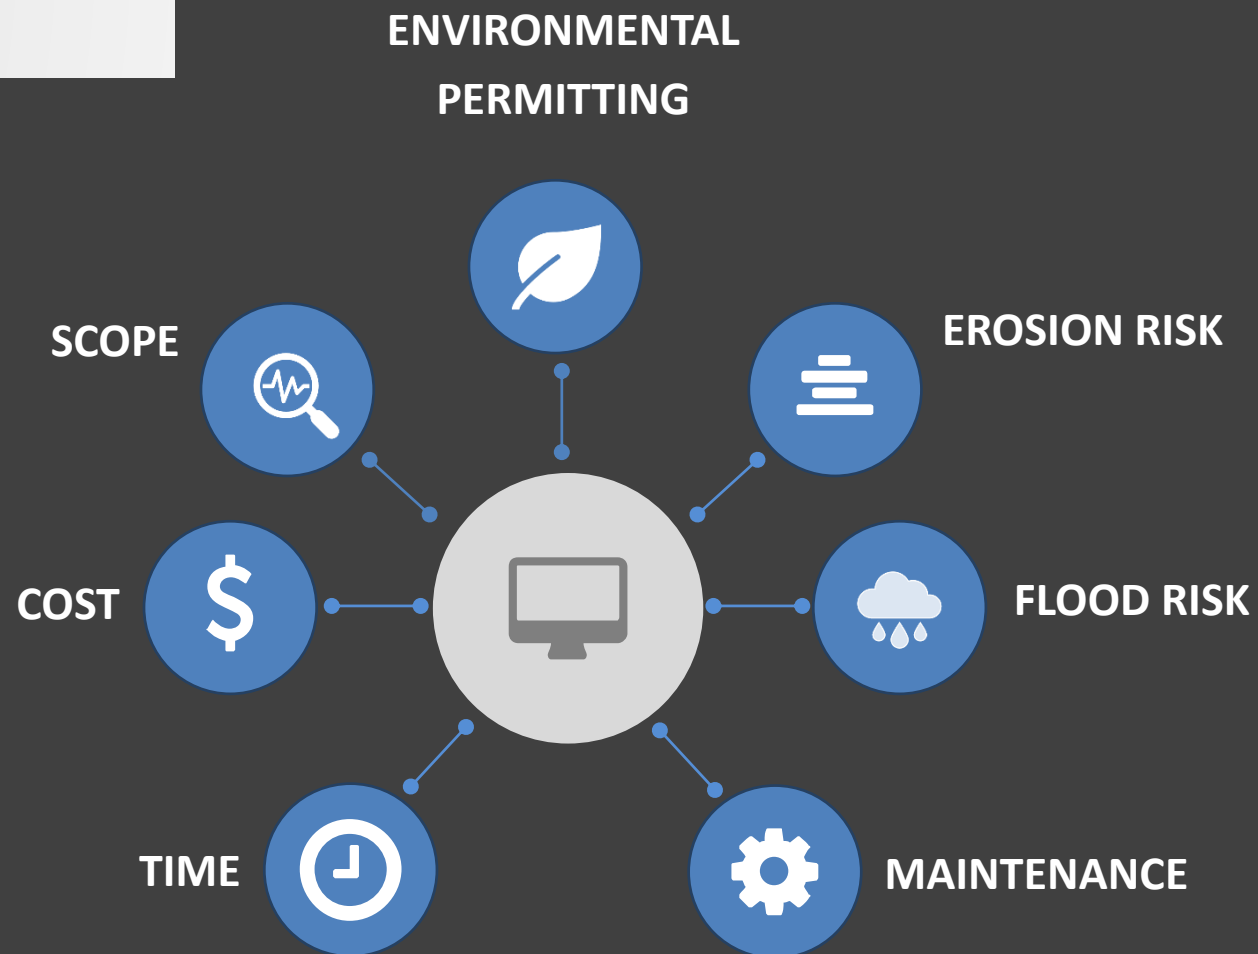 ENVIRONMENTAL
PERMITTING
SCOPE
EROSION RISK
COST
FLOOD RISK
TIME
MAINTENANCE